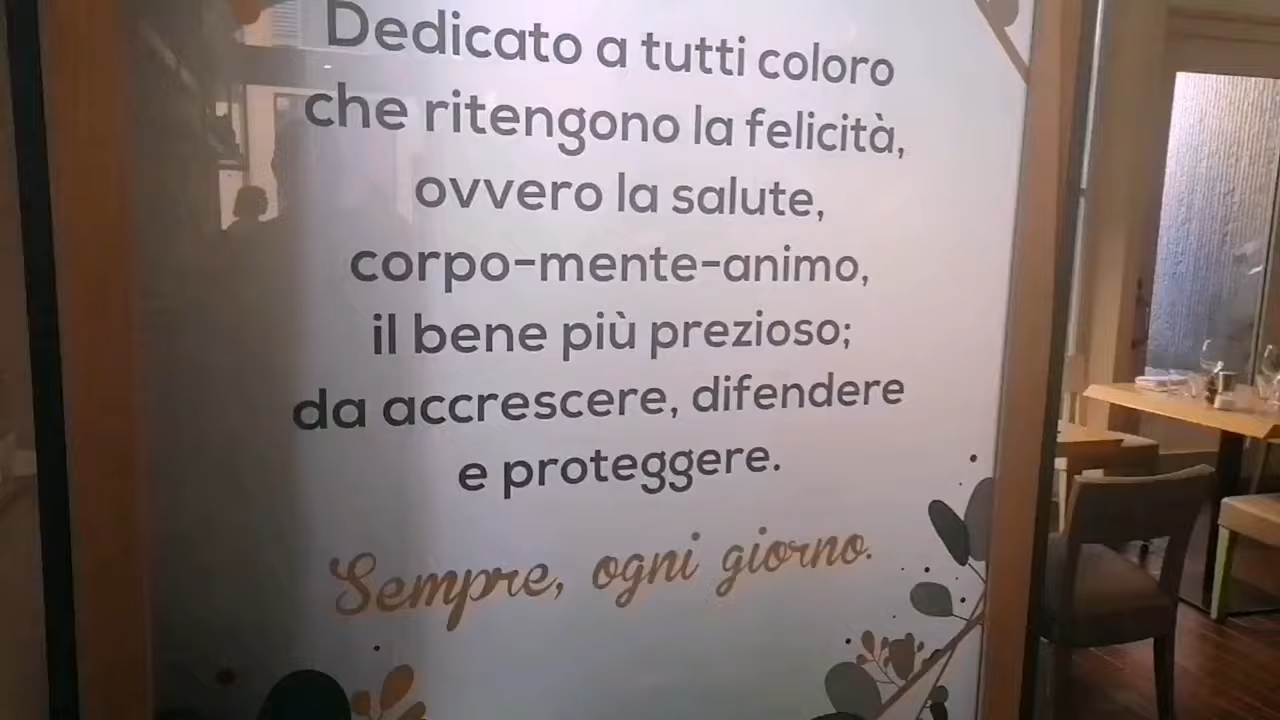 Dedicato a tutti coloro
che ritengono la felicità,
ovvero la salute,
corpo-mente-animo,
il bene più prezioso;
da accrescere, difendere
e proteggere.
Sempre, ogni giorno.